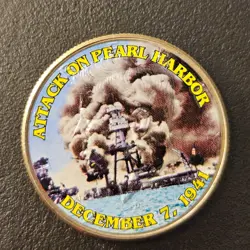 ATTACK ON PEARL HARBOR
DECEMBER 7, 1941